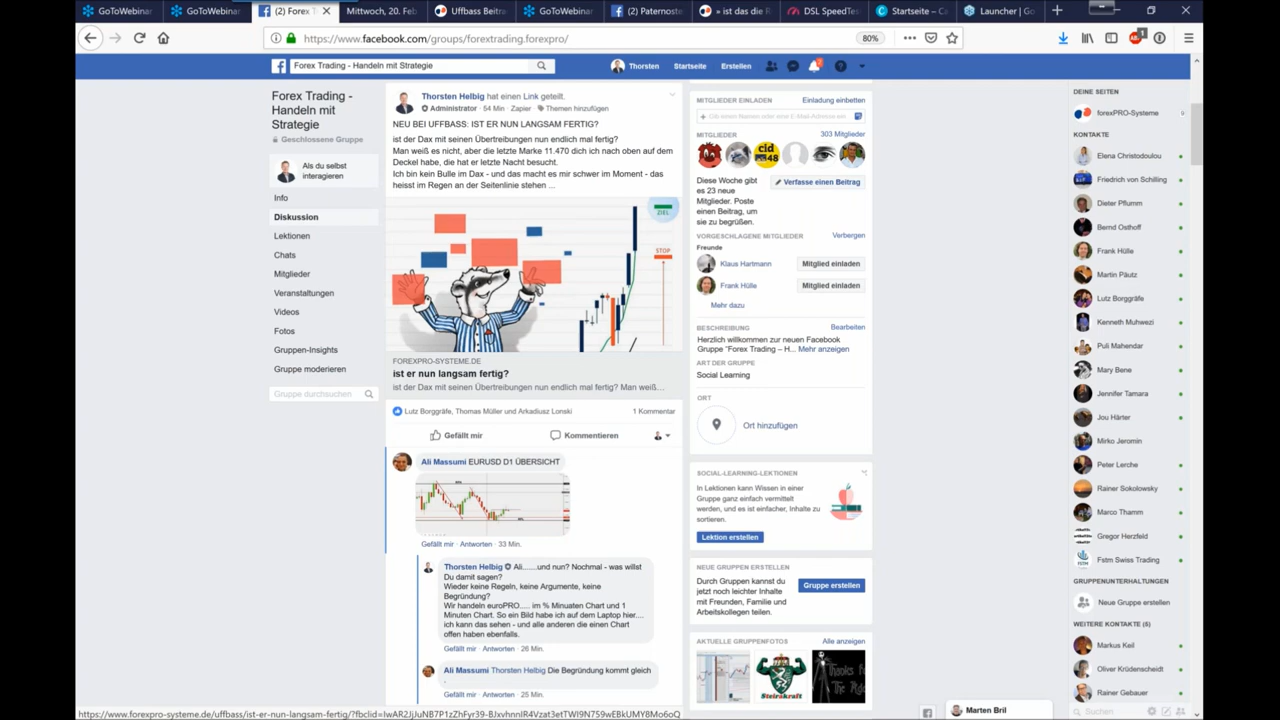 GoToWebinar
GoToWebinar
(2) Forex T
Mittwoch, 20. Feb
Uffbass Beitra
GoToWebinar
(2) Paternoste
» ist das die R
DSL SpeedTes
Startseite – Ca
Launcher | Go
https://www.facebook.com/groups/forextrading.forexpro/
80%
Forex Trading - Handeln mit Strategie
Thorsten
Startseite
Erstellen
Forex Trading -
Handeln mit
Strategie
Geschlossene Gruppe
Als du selbst
interagieren
Info
Diskussion
Lektionen
Chats
Mitglieder
Veranstaltungen
Videos
Fotos
Gruppen-Insights
Gruppe moderieren
Gruppe durchsuchen
Thorsten Helbig hat einen Link geteilt.
Administrator · 54 Min · Zapier · Themen hinzufügen
NEU BEI UFFBASS: IST ER NUN LANGSAM FERTIG?
ist der Dax mit seinen Übertreibungen nun endlich mal fertig?
Man weiß es nicht, aber die letzte Marke 11.470 dich ich nach oben auf dem
Deckel habe, die hat er letzte Nacht besucht.
Ich bin kein Bulle im Dax - und das macht es mir schwer im Moment - das
heisst im Regen an der Seitenlinie stehen ...
ZIEL
STOP
FOREXPRO-SYSTEME.DE
ist er nun langsam fertig?
ist der Dax mit seinen Übertreibungen nun endlich mal fertig? Man weiß....
Lutz Borggräfe, Thomas Müller und Arkadiusz Lonski
1 Kommentar
Gefällt mir
Kommentieren
Ali Massumi EURUSD D1 ÜBERSICHT
Gefällt mir · Antworten · 33 Min.
Thorsten Helbig Ali.......und nun? Nochmal - was willst
Du damit sagen?
Wieder keine Regeln, keine Argumente, keine
Begründung?
Wir handeln euroPRO..... im % Minuaten Chart und 1
Minuten Chart. So ein Bild habe ich auf dem Laptop hier....
ich kann das sehen - und alle anderen die einen Chart
offen haben ebenfalls.
Gefällt mir · Antworten · 26 Min.
Ali Massumi Thorsten Helbig Die Begründung kommt gleich
.
Gefällt mir · Antworten · 25 Min.
MITGLIEDER EINLADEN
Einladung einbetten
+ Gib einen Namen oder eine E-Mail-Adresse ein
MITGLIEDER
303 Mitglieder
cid
48
Diese Woche gibt
es 23 neue
Mitglieder. Poste
einen Beitrag, um
sie zu begrüßen.
Verfasse einen Beitrag
VORGESCHLAGENE MITGLIEDER
Verbergen
Freunde
Klaus Hartmann
Mitglied einladen
Frank Hülle
Mitglied einladen
Mehr dazu
BESCHREIBUNG
Bearbeiten
Herzlich willkommen zur neuen Facebook
Gruppe "Forex Trading – H... Mehr anzeigen
ART DER GRUPPE
Social Learning
ORT
Ort hinzufügen
SOCIAL-LEARNING-LEKTIONEN
In Lektionen kann Wissen in einer
Gruppe ganz einfach vermittelt
werden, und es ist einfacher, Inhalte zu
sortieren.
Lektion erstellen
NEUE GRUPPEN ERSTELLEN
Durch Gruppen kannst du
jetzt noch leichter Inhalte
mit Freunden, Familie und
Arbeitskollegen teilen.
Gruppe erstellen
AKTUELLE GRUPPENFOTOS
Alle anzeigen
Steirakraft
Thanks
DEINE SEITEN
forexPRO-Systeme
0
KONTAKTE
Elena Christodoulou
Friedrich von Schilling
Dieter Pflumm
Bernd Osthoff
Frank Hülle
Martin Päutz
Lutz Borggräfe
Kenneth Muhwezi
Puli Mahendar
Mary Bene
Jennifer Tamara
Jou Härter
Mirko Jeromin
Peter Lerche
Rainer Sokolowsky
Marco Thamm
Gregor Herzfeld
Fstm Swiss Trading
GRUPPENUNTERHALTUNGEN
Neue Gruppe erstellen
WEITERE KONTAKTE (5)
Markus Keil
Oliver Krüdenscheidt
Rainer Gebauer
Suchen
Marten Bril